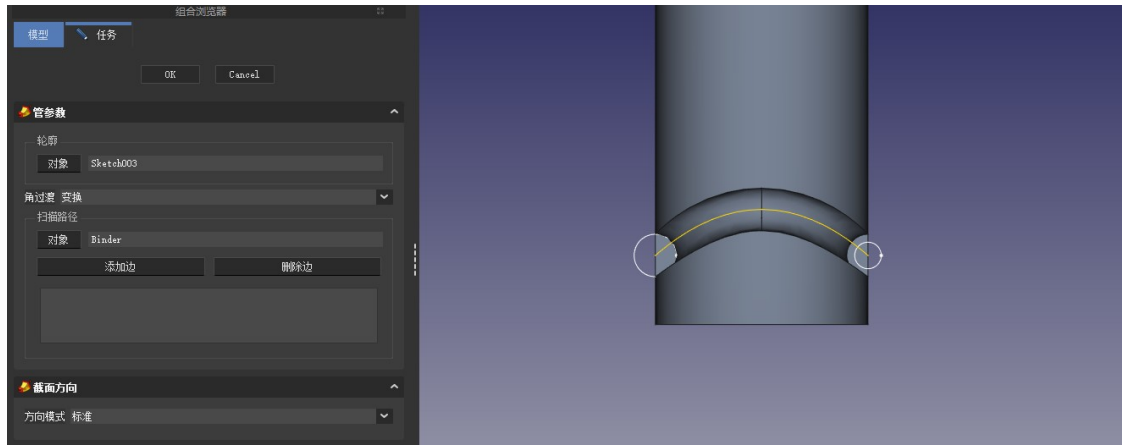 组合浏览器
模型
任务
OK Cancel
管参数
轮廓
对象 Sketch003
角过渡 变换
扫描路径
对象 Binder
添加边 删除边
截面方向
方向模式 标准